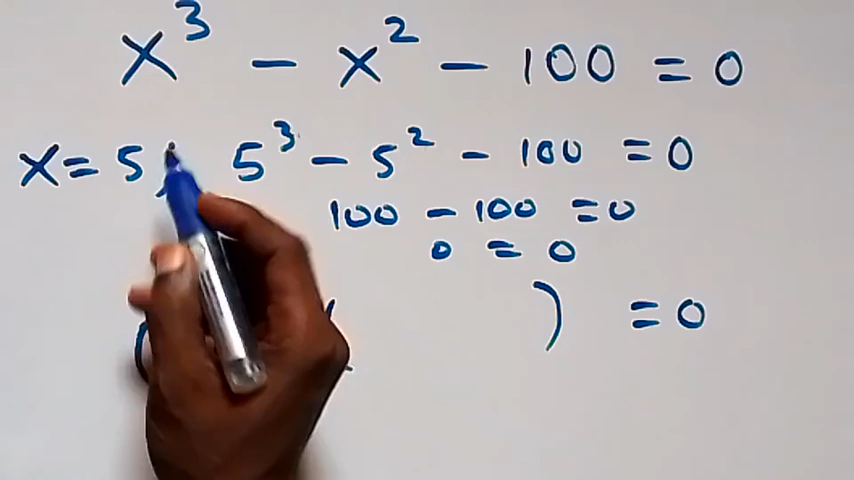 x³ - x² - 100 = 0
x = 5, 5³ - 5² - 100 = 0
100 - 100 = 0
0 = 0
) = 0